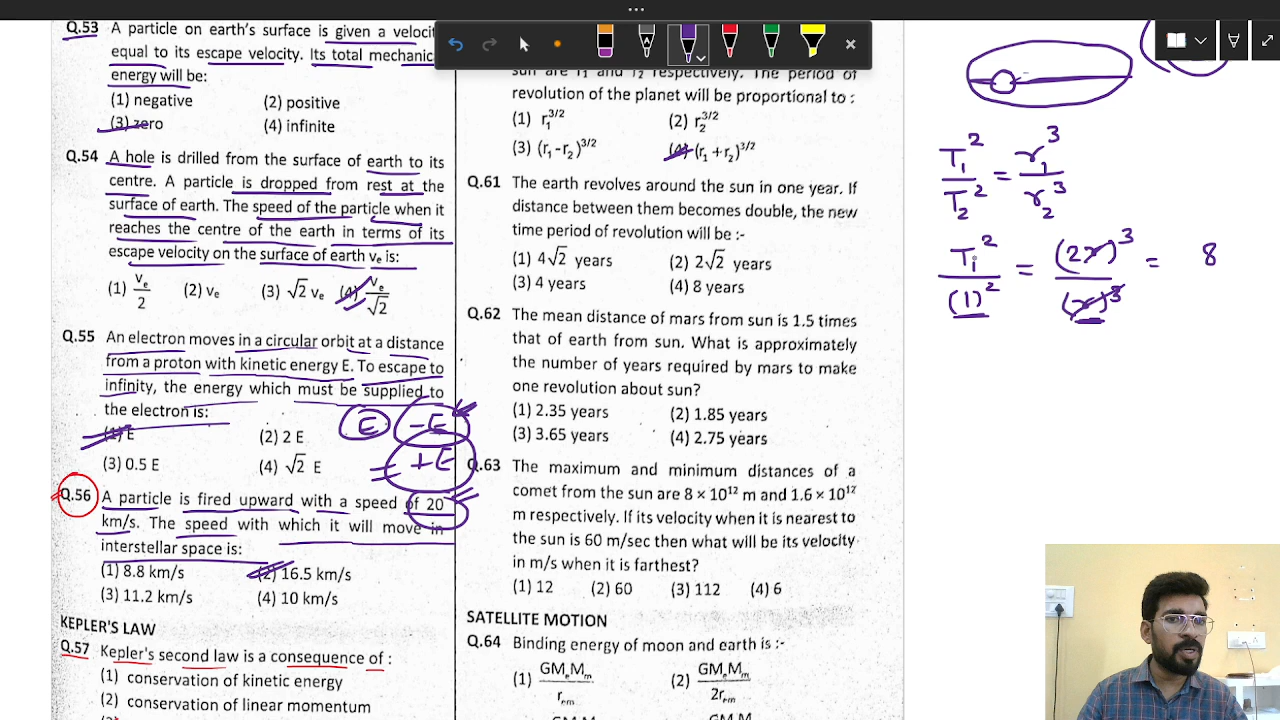 Q.53 A particle on earth's surface is given a velocit
equal to its escape velocity. Its total mechanic
energy will be:
(1) negative (2) positive
(3) zero (4) infinite
Q.54 A hole is drilled from the surface of earth to its
centre. A particle is dropped from rest at the
surface of earth. The speed of the particle when it
reaches the centre of the earth in terms of its
escape velocity on the surface of earth vₑ is:
(1) vₑ/2 (2) vₑ (3) √2 vₑ (4) vₑ/√2
Q.55 An electron moves in a circular orbit at a distance
from a proton with kinetic energy E. To escape to
infinity, the energy which must be supplied to
the electron is:
(1) E (2) 2 E
(3) 0.5 E (4) √2 E
E -E
+E
Q.56 A particle is fired upward with a speed of 20
km/s. The speed with which it will move in
interstellar space is:
(1) 8.8 km/s (2) 16.5 km/s
(3) 11.2 km/s (4) 10 km/s
KEPLER'S LAW
Q.57 Kepler's second law is a consequence of :
(1) conservation of kinetic energy
(2) conservation of linear momentum
sun are r₁ and r₂ respectively. The period of
revolution of the planet will be proportional to :
(1) r₁^3/2 (2) r₂^3/2
(3) (r₁ - r₂)^3/2 (4) (r₁ + r₂)^3/2
Q.61 The earth revolves around the sun in one year. If
distance between them becomes double, the new
time period of revolution will be :-
(1) 4√2 years (2) 2√2 years
(3) 4 years (4) 8 years
Q.62 The mean distance of mars from sun is 1.5 times
that of earth from sun. What is approximately
the number of years required by mars to make
one revolution about sun?
(1) 2.35 years (2) 1.85 years
(3) 3.65 years (4) 2.75 years
Q.63 The maximum and minimum distances of a
comet from the sun are 8 × 10¹² m and 1.6 × 10¹²
m respectively. If its velocity when it is nearest to
the sun is 60 m/sec then what will be its velocity
in m/s when it is farthest?
(1) 12 (2) 60 (3) 112 (4) 6
SATELLITE MOTION
Q.64 Binding energy of moon and earth is :-
(1) GMₑMₘ/rₑₘ (2) GMₑMₘ/2rₑₘ
T₁²/T₂² = r₁³/r₂³
T₁²/(1)² = (2r)³/(r)³ = 8